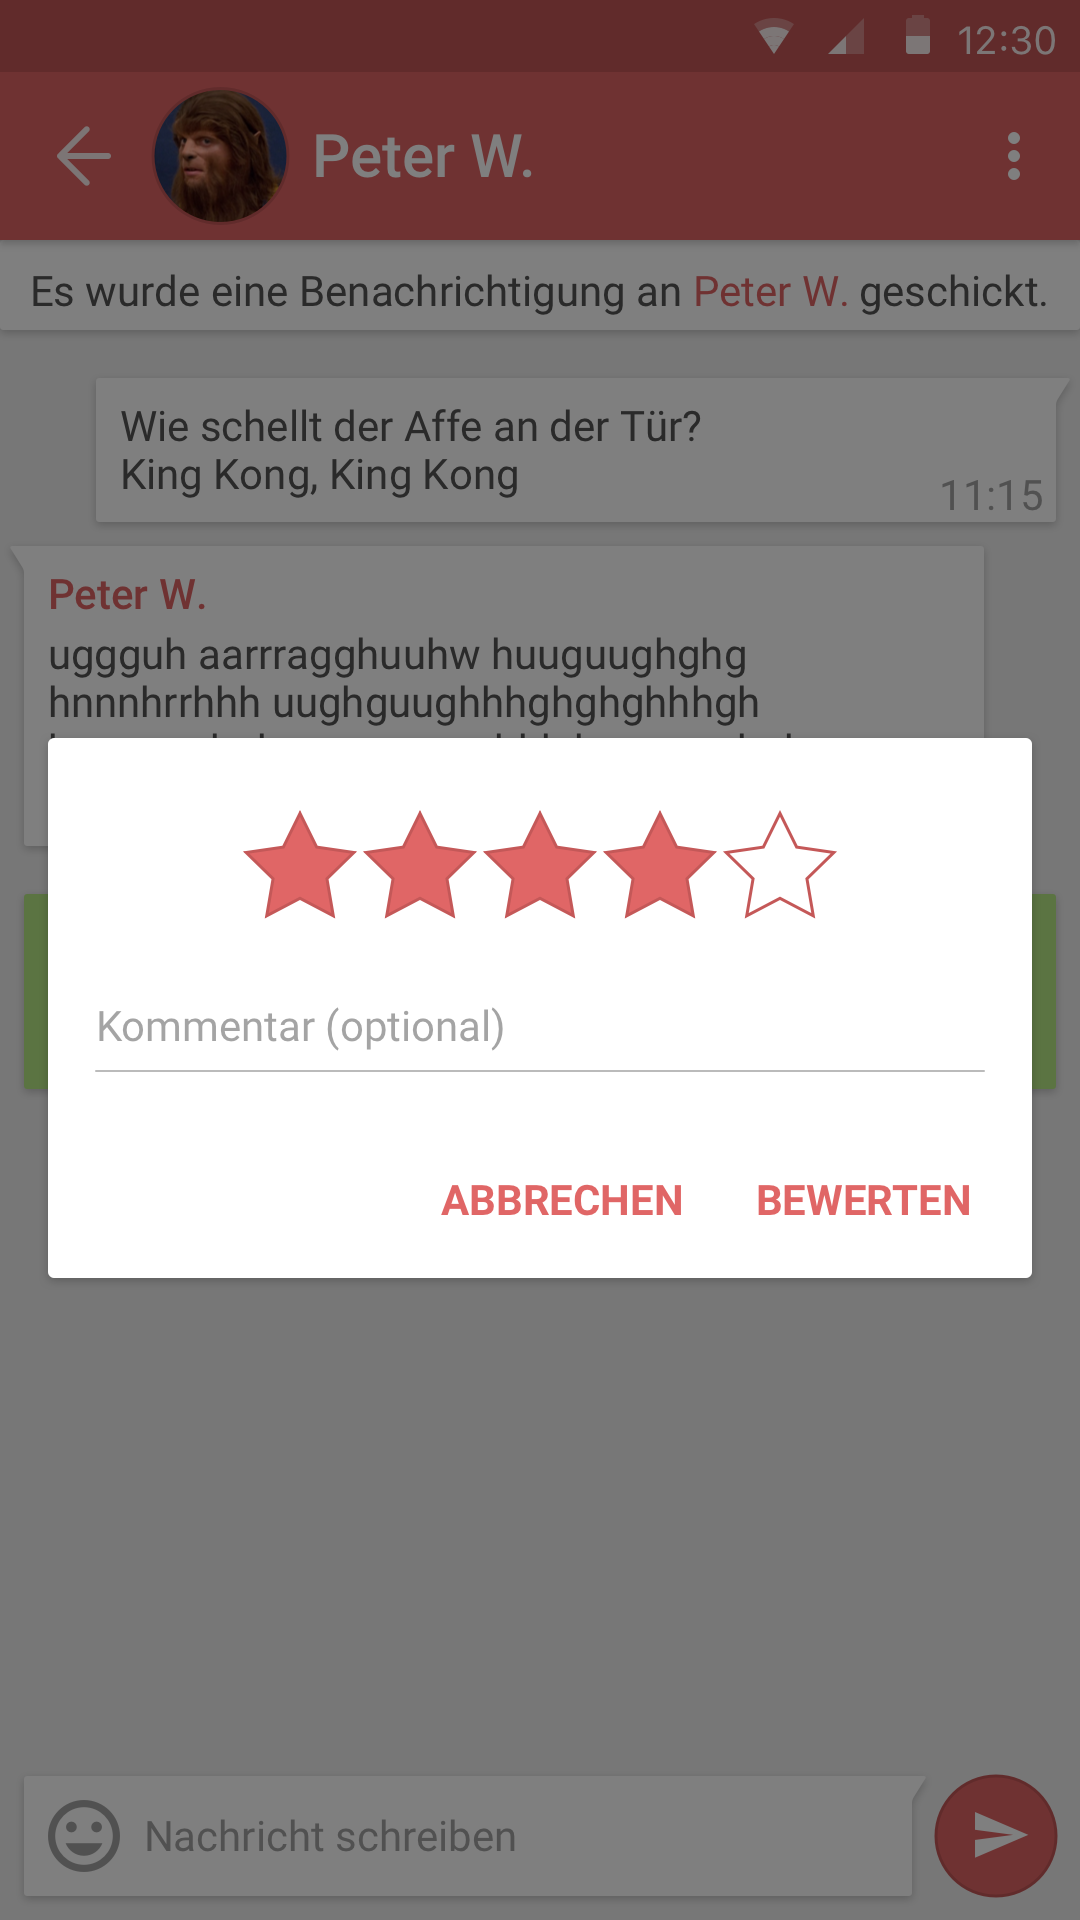 12:30
Peter W.
Es wurde eine Benachrichtigung an Peter W. geschickt.
Wie schellt der Affe an der Tür?
King Kong, King Kong
11:15
Peter W.
uggguh aarrragghuuhw huuguughghg
hnnnhrrhhh uughguughhhghghghhhgh
Kommentar (optional)
ABBRECHEN BEWERTEN
Nachricht schreiben